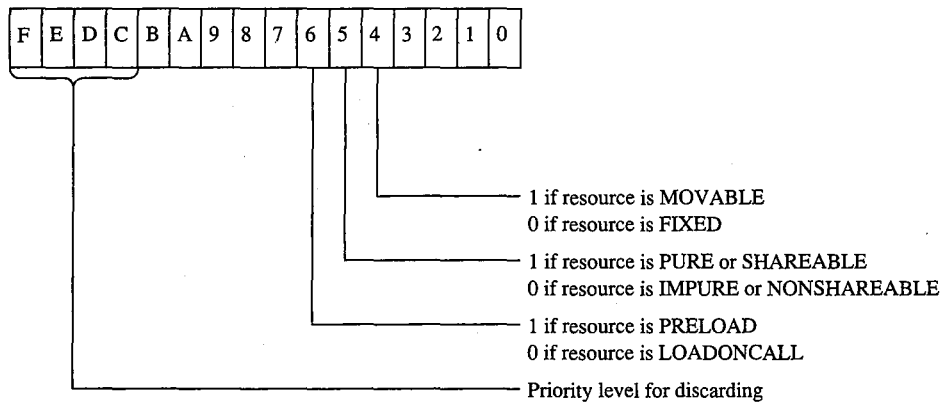 F E D C B A 9 8 7 6 5 4 3 2 1 0
1 if resource is MOVABLE
0 if resource is FIXED
1 if resource is PURE or SHAREABLE
0 if resource is IMPURE or NONSHAREABLE
1 if resource is PRELOAD
0 if resource is LOADONCALL
Priority level for discarding